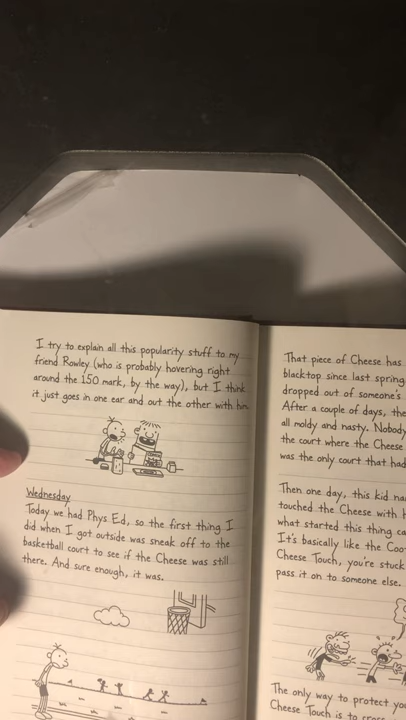 I try to explain all this popularity stuff to my
friend Rowley (who is probably hovering right
around the 150 mark, by the way), but I think
it just goes in one ear and out the other with him.
Wednesday
Today we had Phys Ed, so the first thing I
did when I got outside was sneak off to the
basketball court to see if the Cheese was still
there. And sure enough, it was.
That piece of Cheese has
blacktop since last spring
dropped out of someone's
After a couple of days, the
all moldy and nasty. Nobody
the court where the Cheese
was the only court that had
Then one day, this kid na
touched the Cheese with
what started this thing ca
It's basically like the Coo
Cheese Touch, you're stuck
pass it on to someone else.
The only way to protect yo
Cheese Touch is to cross